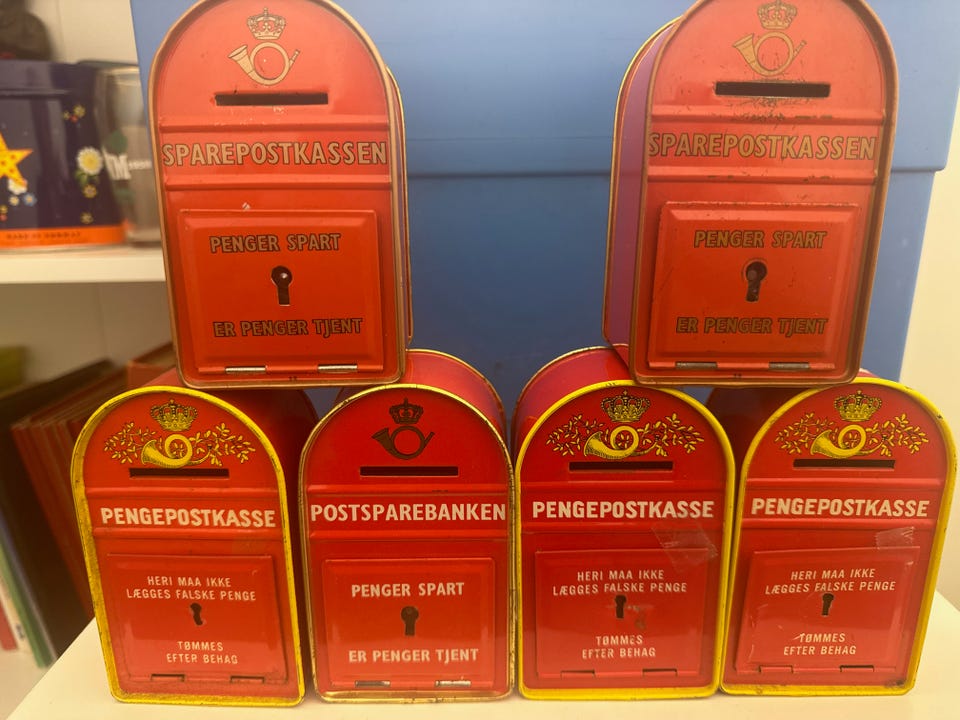 SPAREPOSTKASSEN
PENGER SPART
ER PENGER TJENT
SPAREPOSTKASSEN
PENGER SPART
ER PENGER TJENT
PENGEPOSTKASSE
HERI MAA IKKE
LÆGGES FALSKE PENGE
TØMMES
EFTER BEHAG
POSTSPAREBANKEN
PENGER SPART
ER PENGER TJENT
PENGEPOSTKASSE
HERI MAA IKKE
LÆGGES FALSKE PENGE
TØMMES
EFTER BEHAG
PENGEPOSTKASSE
HERI MAA IKKE
LÆGGES FALSKE PENGE
TØMMES
EFTER BEHAG